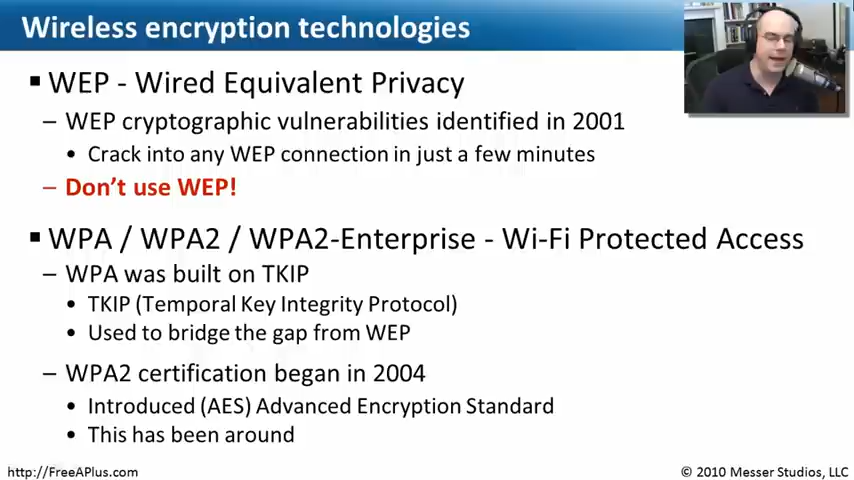 Wireless encryption technologies
▪ WEP - Wired Equivalent Privacy
– WEP cryptographic vulnerabilities identified in 2001
• Crack into any WEP connection in just a few minutes
– Don't use WEP!
▪ WPA / WPA2 / WPA2-Enterprise - Wi-Fi Protected Access
– WPA was built on TKIP
• TKIP (Temporal Key Integrity Protocol)
• Used to bridge the gap from WEP
– WPA2 certification began in 2004
• Introduced (AES) Advanced Encryption Standard
• This has been around
http://FreeAPlus.com
© 2010 Messer Studios, LLC